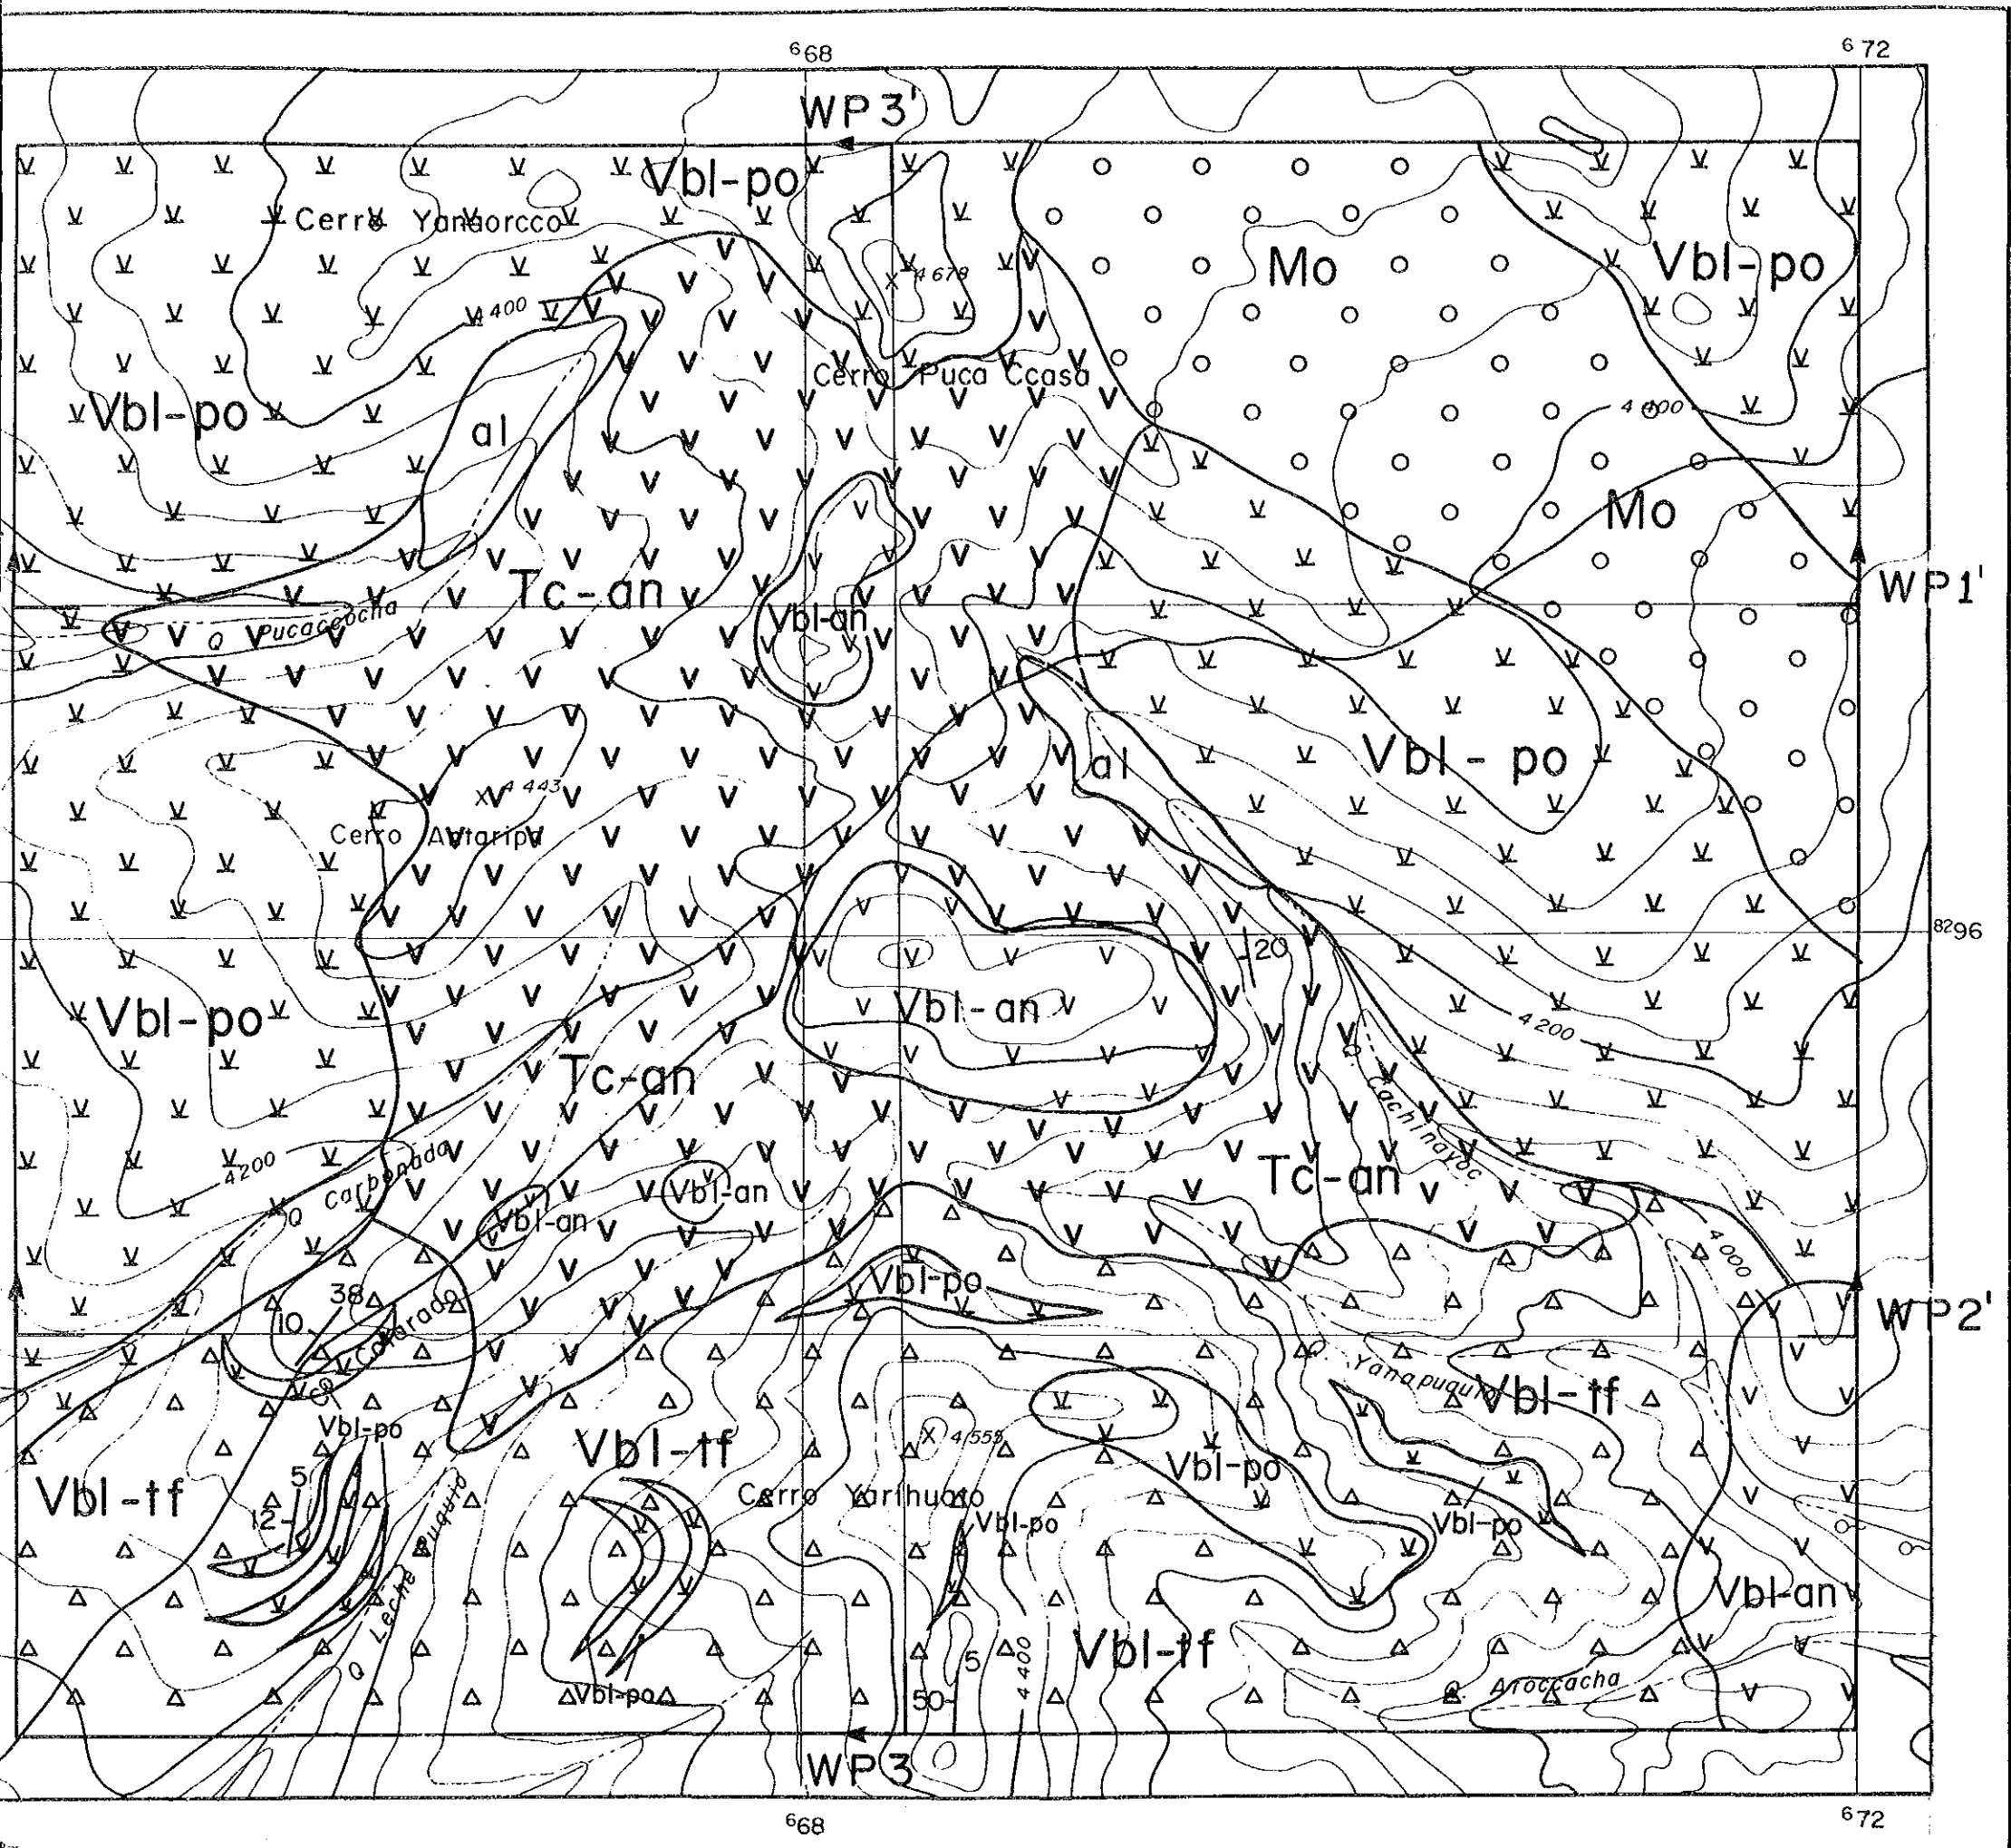 668
672
WP3'
Vbl-po
Cerro Yanaorcco
Mo
Vbl-po
4678
4400
Cerro Puca Ccasa
Vbl-po
al
4400
Mo
Tc-an
WP1'
Q Pucaccocha
Vbl-an
al
Vbl-po
4443
Cerro Antaripa
8296
20
Vbl-an
Vbl-po
4200
Tc-an
Q. Cachinayoc
4200
Q Carbonada
Tc-an
Vbl-an
Vbl-an
4000
Vbl-po
38
10
Q Colorado
WP2'
Q. Yanapuquio
Vbl-tf
Vbl-po
Vbl-tf
4555
Vbl-po
Vbl-tf
5
12
Cerro Yarihuato
Vbl-po
Vbl-po
Q Leche Puquio
Vbl-an
Vbl-tf
5
4400
50
Vbl-po
Q. Aroccacha
WP3
668
672